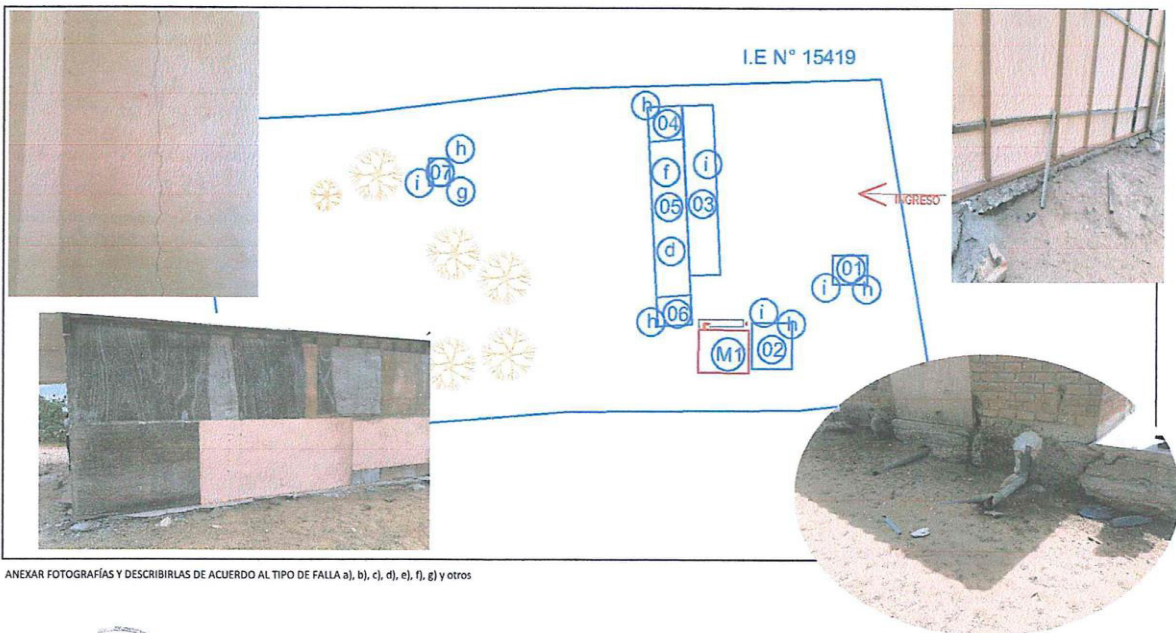 I.E N° 15419
h
04
h
i
07
g
f
i
05
03
INGRESO
d
01
i
h
h
06
i
h
M1
02
ANEXAR FOTOGRAFÍAS Y DESCRIBIRLAS DE ACUERDO AL TIPO DE FALLA a), b), c), d), e), f), g) y otros